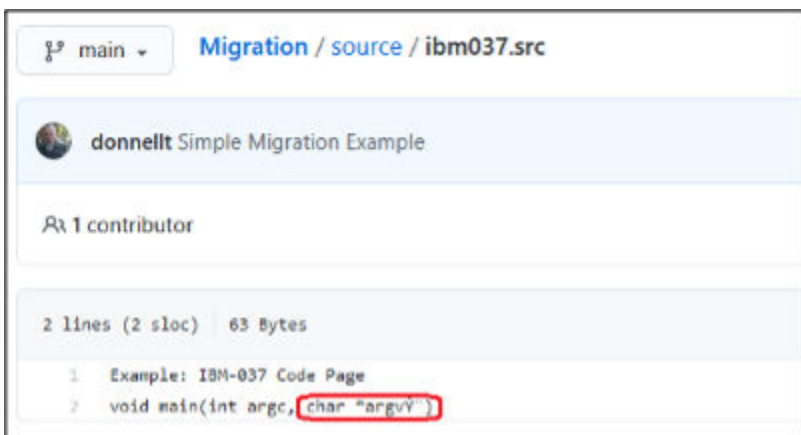 main
Migration / source / ibm037.src
donnellt Simple Migration Example
1 contributor
2 lines (2 sloc) 63 Bytes
1 Example: IBM-037 Code Page
2 void main(int argc, char *argvÝ¨)